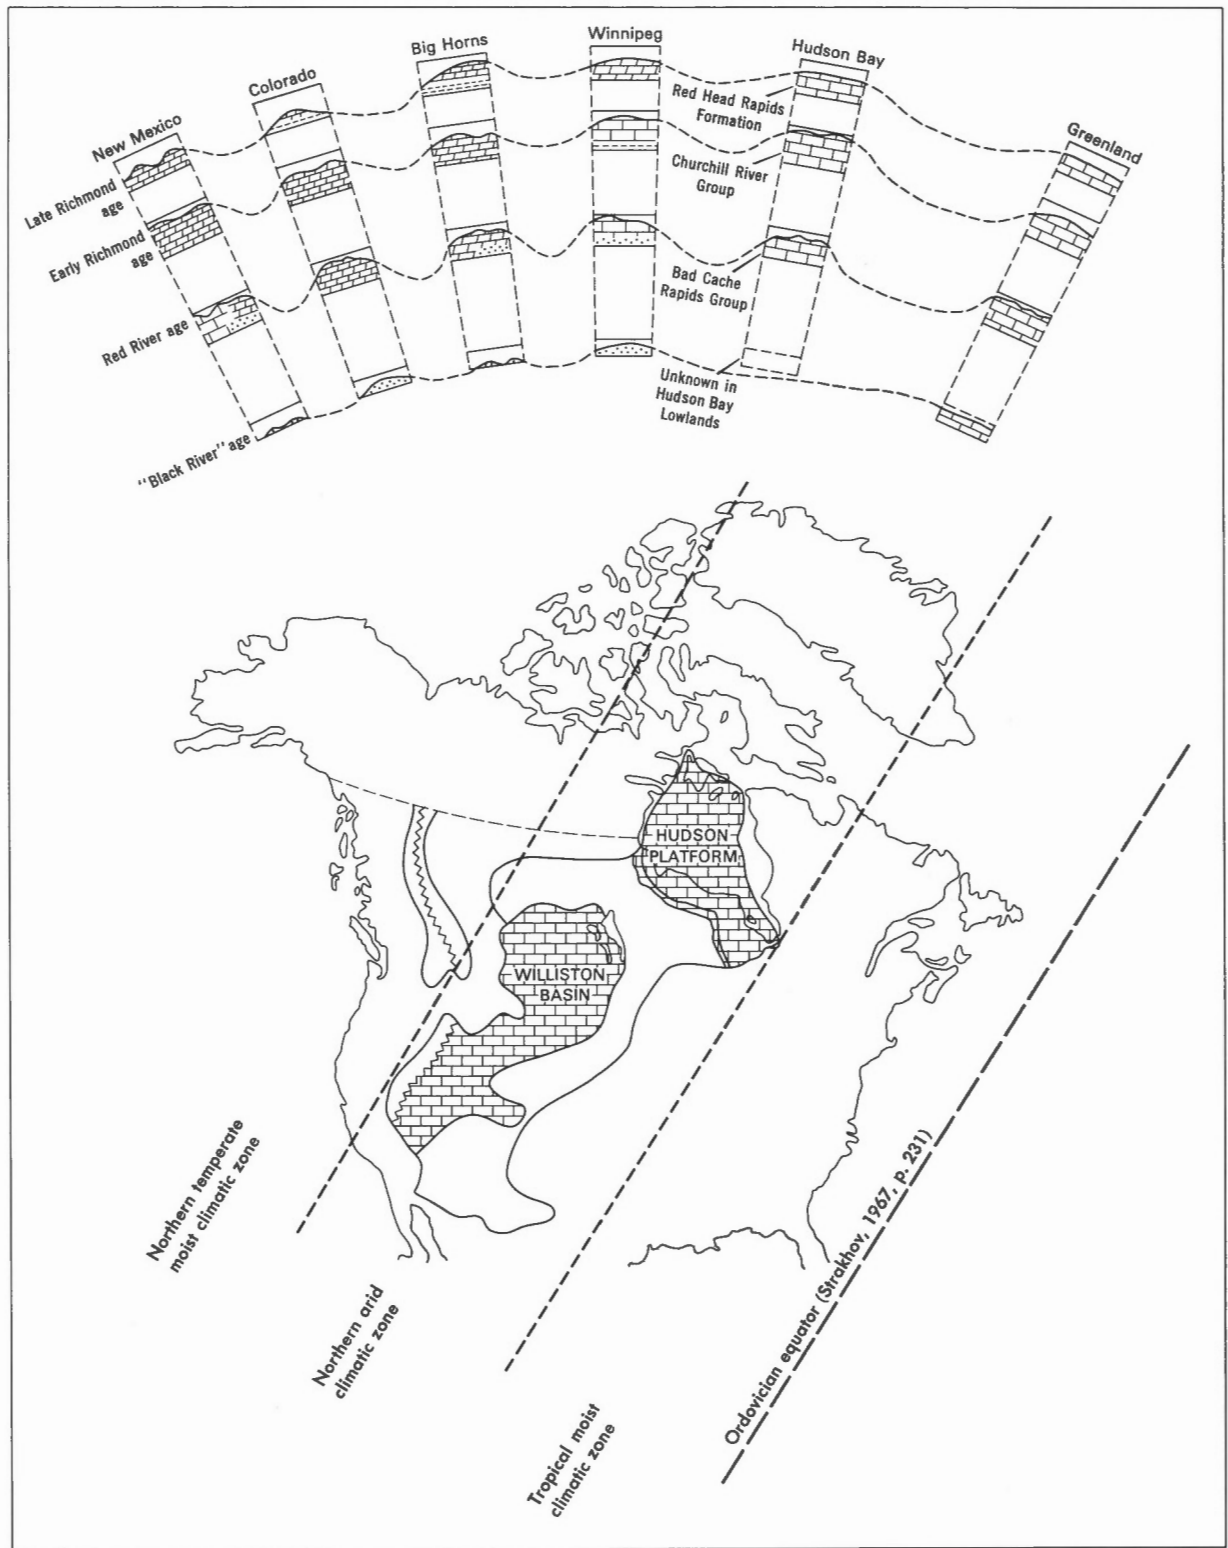 New Mexico
Colorado
Big Horns
Winnipeg
Hudson Bay
Greenland
Late Richmond
age
Early Richmond
age
Red River age
"Black River" age
Red Head Rapids
Formation
Churchill River
Group
Bad Cache
Rapids Group
Unknown in
Hudson Bay
Lowlands
HUDSON
PLATFORM
WILLISTON
BASIN
Northern temperate
moist climatic zone
Northern arid
climatic zone
Tropical moist
climatic zone
Ordovician equator (Strakhov, 1967, p. 231)